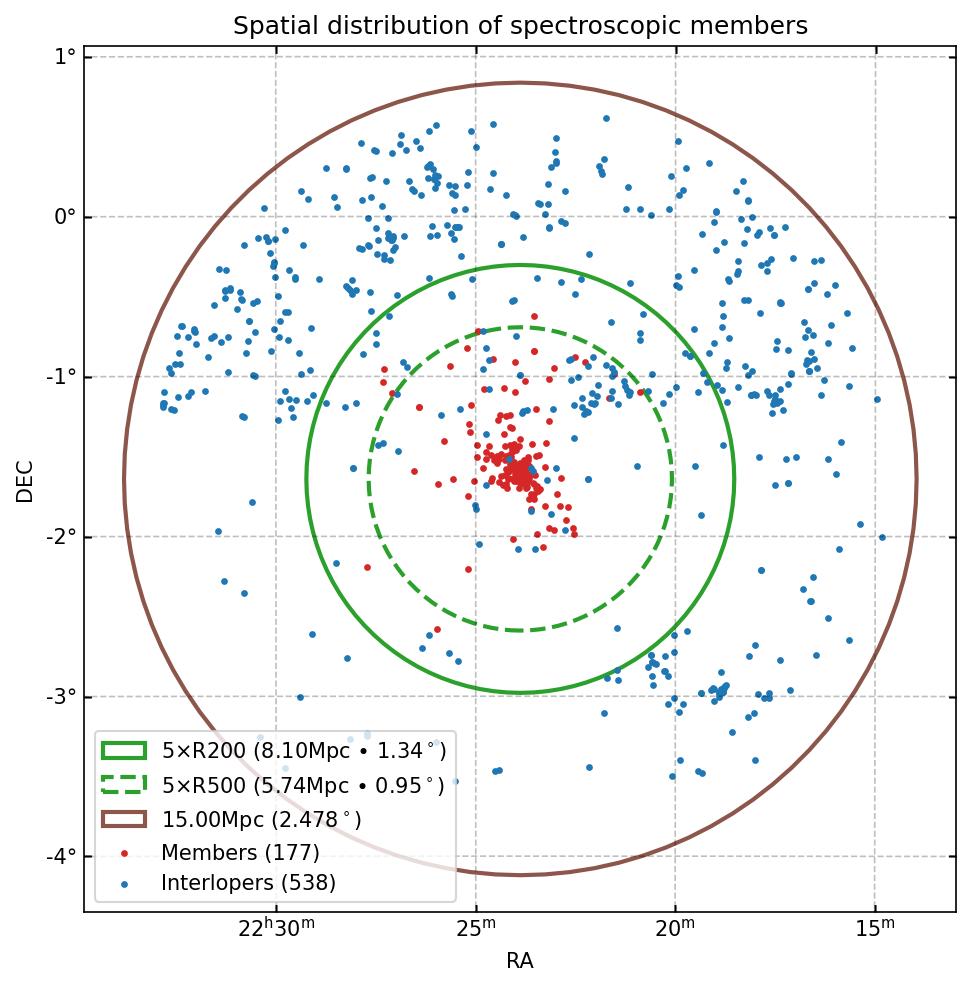 Spatial distribution of spectroscopic members
1°
0°
-1°
-2°
-3°
-4°
DEC
5×R200 (8.10Mpc • 1.34°)
5×R500 (5.74Mpc • 0.95°)
15.00Mpc (2.478°)
Members (177)
Interlopers (538)
22ʰ30ᵐ 25ᵐ 20ᵐ 15ᵐ
RA